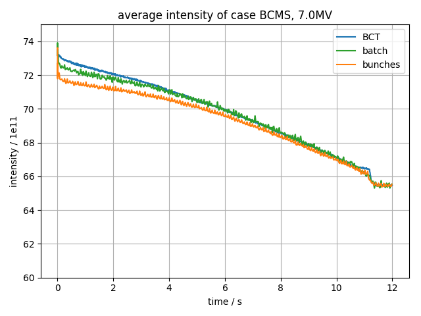 average intensity of case BCMS, 7.0MV
intensity / 1e11
74
72
70
68
66
64
62
60
BCT
batch
bunches
0
2
4
6
8
10
12
time / s